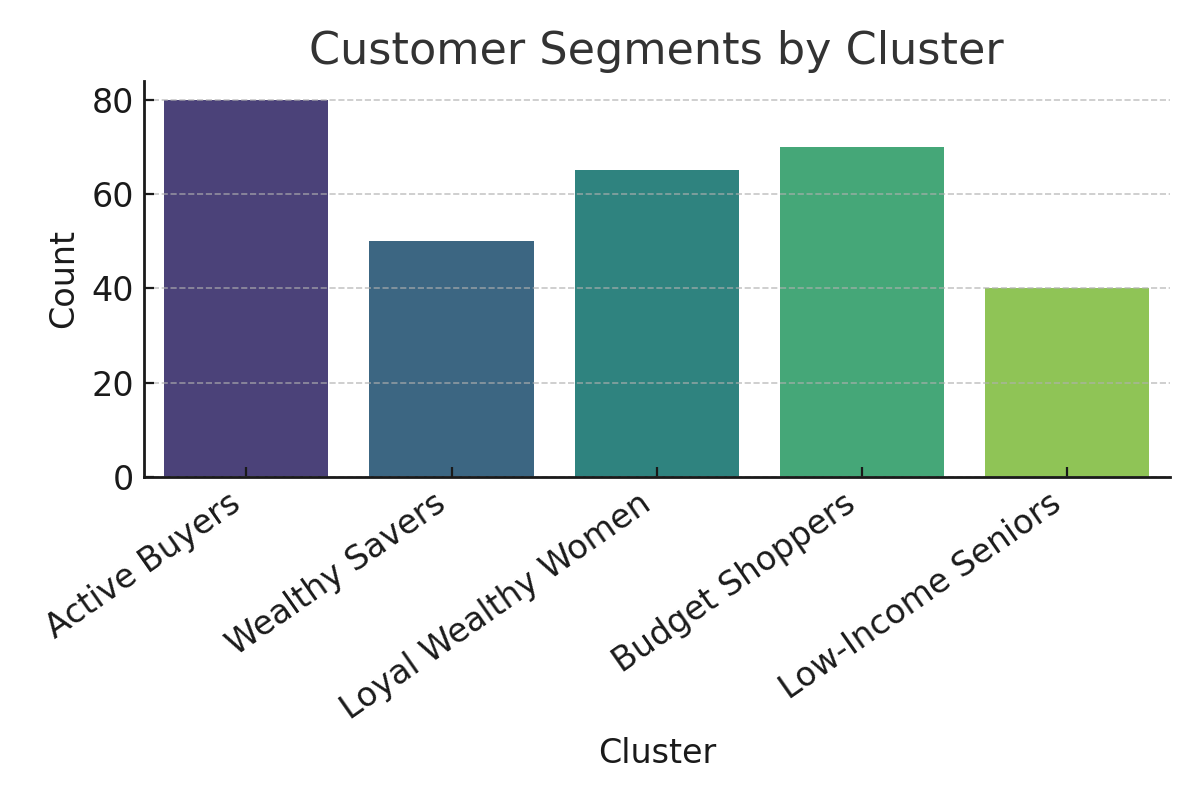 Customer Segments by Cluster
80
60
40
20
0
Count
Active Buyers
Wealthy Savers
Loyal Wealthy Women
Budget Shoppers
Low-Income Seniors
Cluster